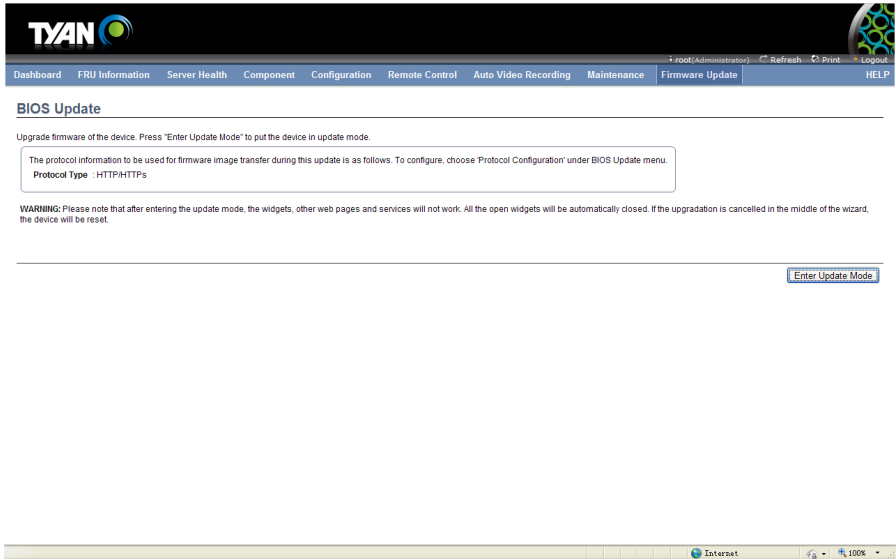 TYAN
root(Administrator) Refresh Print Logout
Dashboard FRU Information Server Health Component Configuration Remote Control Auto Video Recording Maintenance Firmware Update HELP
BIOS Update
Upgrade firmware of the device. Press "Enter Update Mode" to put the device in update mode.
The protocol information to be used for firmware image transfer during this update is as follows. To configure, choose 'Protocol Configuration' under BIOS Update menu.
Protocol Type : HTTP/HTTPs
WARNING: Please note that after entering the update mode, the widgets, other web pages and services will not work. All the open widgets will be automatically closed. If the upgradation is cancelled in the middle of the wizard,
the device will be reset.
Enter Update Mode
Internet 100%